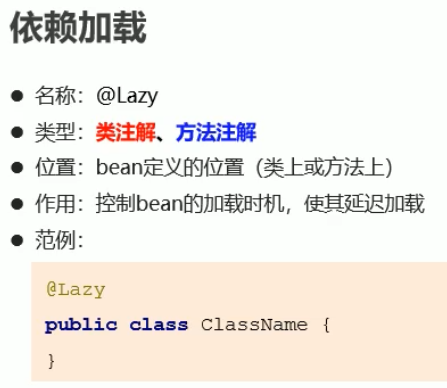 依赖加载
● 名称：@Lazy
● 类型：类注解、方法注解
● 位置：bean定义的位置（类上或方法上）
● 作用：控制bean的加载时机，使其延迟加载
● 范例：
@Lazy
public class ClassName {
}